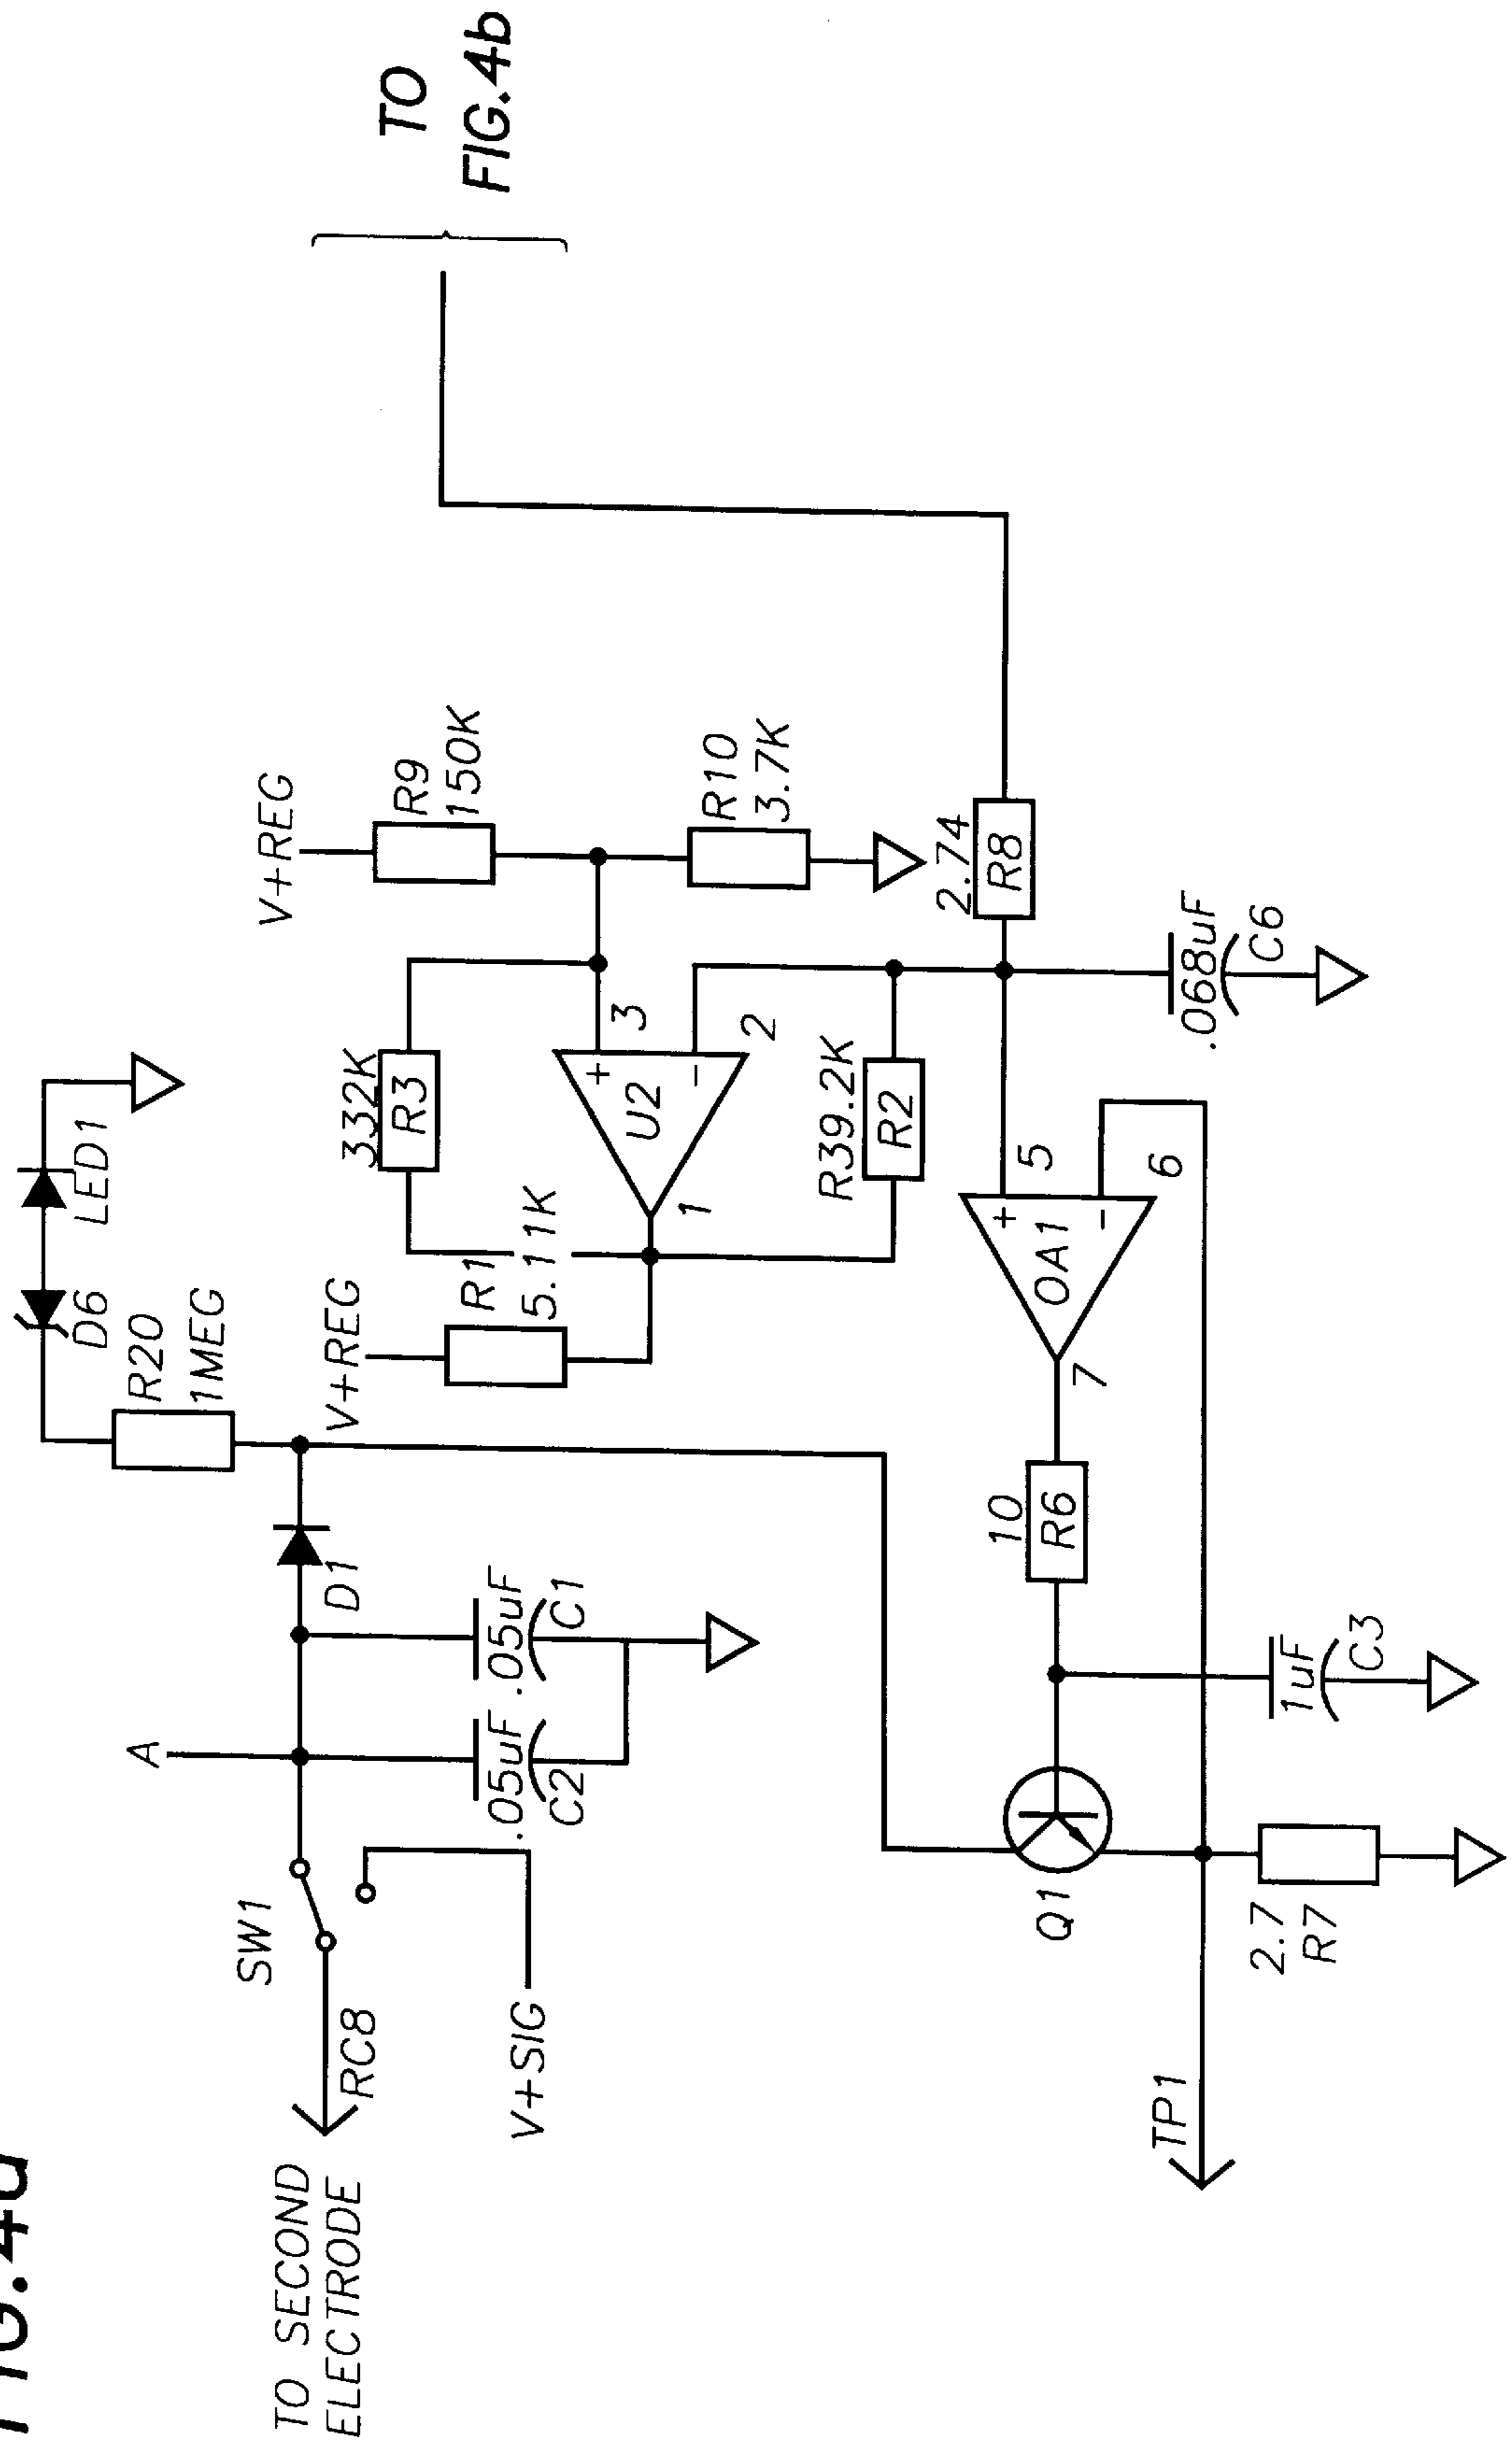 FIG.4a
TO
FIG.4b
LED1
D6
R20
1MEG
V+REG
R9
150K
R10
3.7K
332K
R3
3
+
U2
-
2
1
V+REG
R1
5.11K
R39.2K
R2
2.74
R8
.068uF
C6
5
+
OA1
-
6
7
10
R6
1uF
C3
D1
.05uF
C1
.05uF
C2
A
SW1
RC8
TO SECOND
ELECTRODE
V+SIG
Q1
2.7
R7
TP1